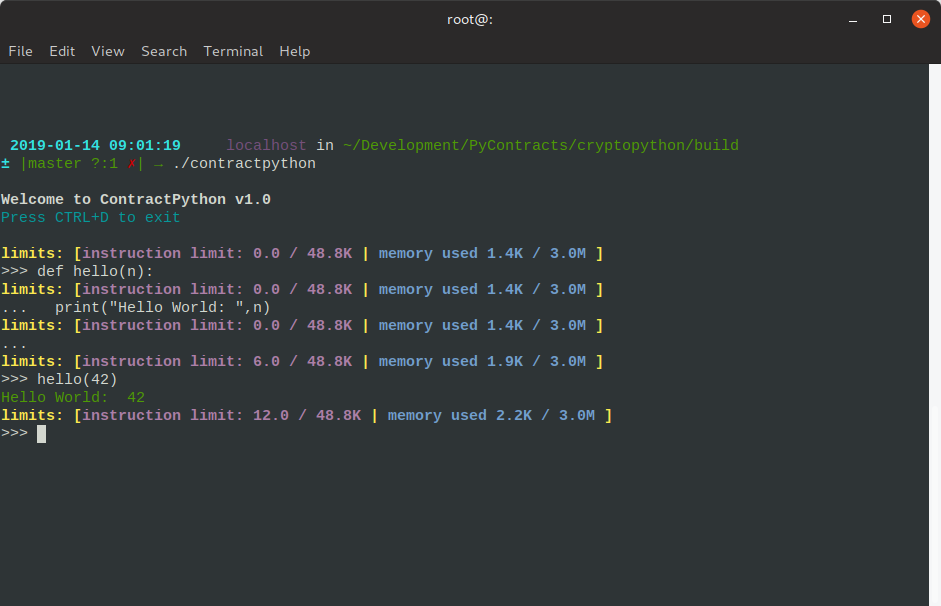 root@:
File Edit View Search Terminal Help
2019-01-14 09:01:19 localhost in ~/Development/PyContracts/cryptopython/build
± |master ?:1 ✗| → ./contractpython
Welcome to ContractPython v1.0
Press CTRL+D to exit
limits: [instruction limit: 0.0 / 48.8K | memory used 1.4K / 3.0M ]
>>> def hello(n):
limits: [instruction limit: 0.0 / 48.8K | memory used 1.4K / 3.0M ]
...   print("Hello World: ",n)
limits: [instruction limit: 0.0 / 48.8K | memory used 1.4K / 3.0M ]
...
limits: [instruction limit: 6.0 / 48.8K | memory used 1.9K / 3.0M ]
>>> hello(42)
Hello World:  42
limits: [instruction limit: 12.0 / 48.8K | memory used 2.2K / 3.0M ]
>>>